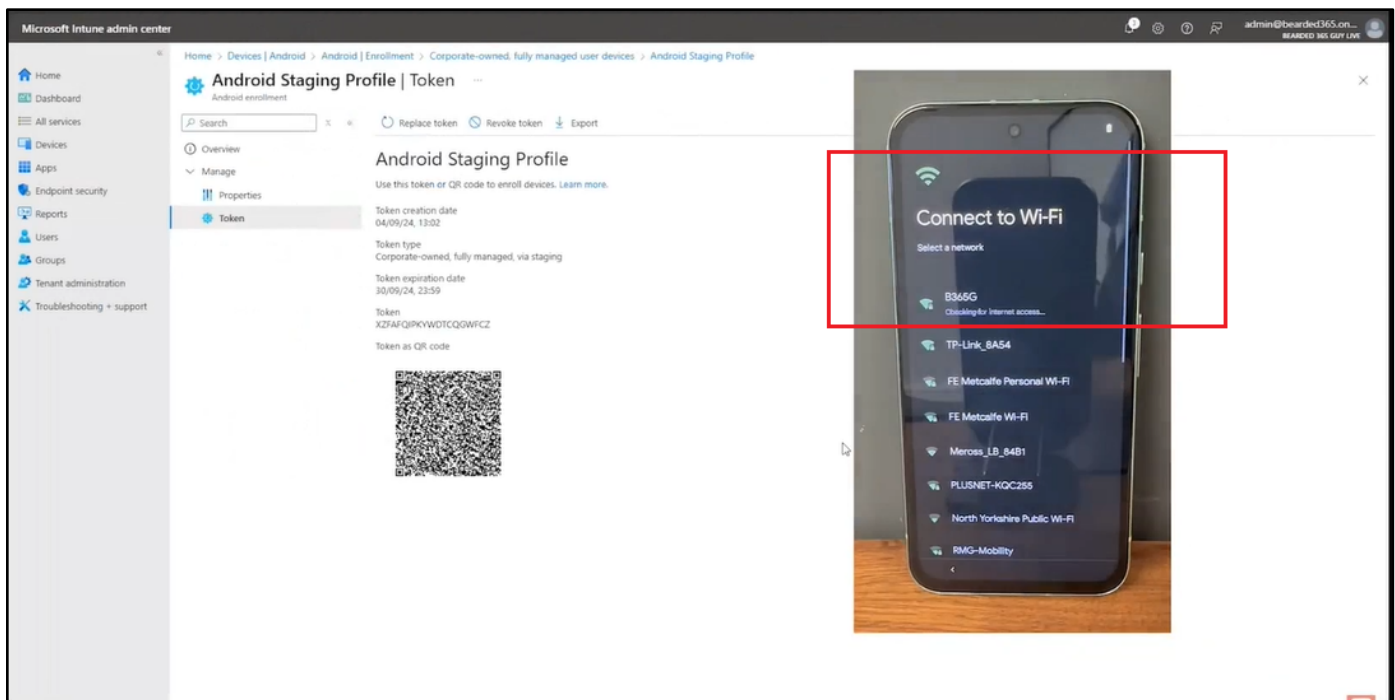 Microsoft Intune admin center
admin@bearded365.on...
BEARDED 365 GUY LIVE
Home > Devices | Android > Android | Enrollment > Corporate-owned, fully managed user devices > Android Staging Profile
Android Staging Profile | Token ...
Android enrollment
Home
Dashboard
All services
Devices
Apps
Endpoint security
Reports
Users
Groups
Tenant administration
Troubleshooting + support
Search
Overview
Manage
Properties
Token
Replace token
Revoke token
Export
Android Staging Profile
Use this token or QR code to enroll devices. Learn more.
Token creation date
04/09/24, 13:02
Token type
Corporate-owned, fully managed, via staging
Token expiration date
30/09/24, 23:59
Token
XZFAFQIPKYWDTCQGWFCZ
Token as QR code
Connect to Wi-Fi
Select a network
B365G
Checking for internet access...
TP-Link_8A54
FE Metcalfe Personal Wi-Fi
FE Metcalfe Wi-Fi
Meross_LB_84B1
PLUSNET-KQC255
North Yorkshire Public Wi-Fi
RMG-Mobility